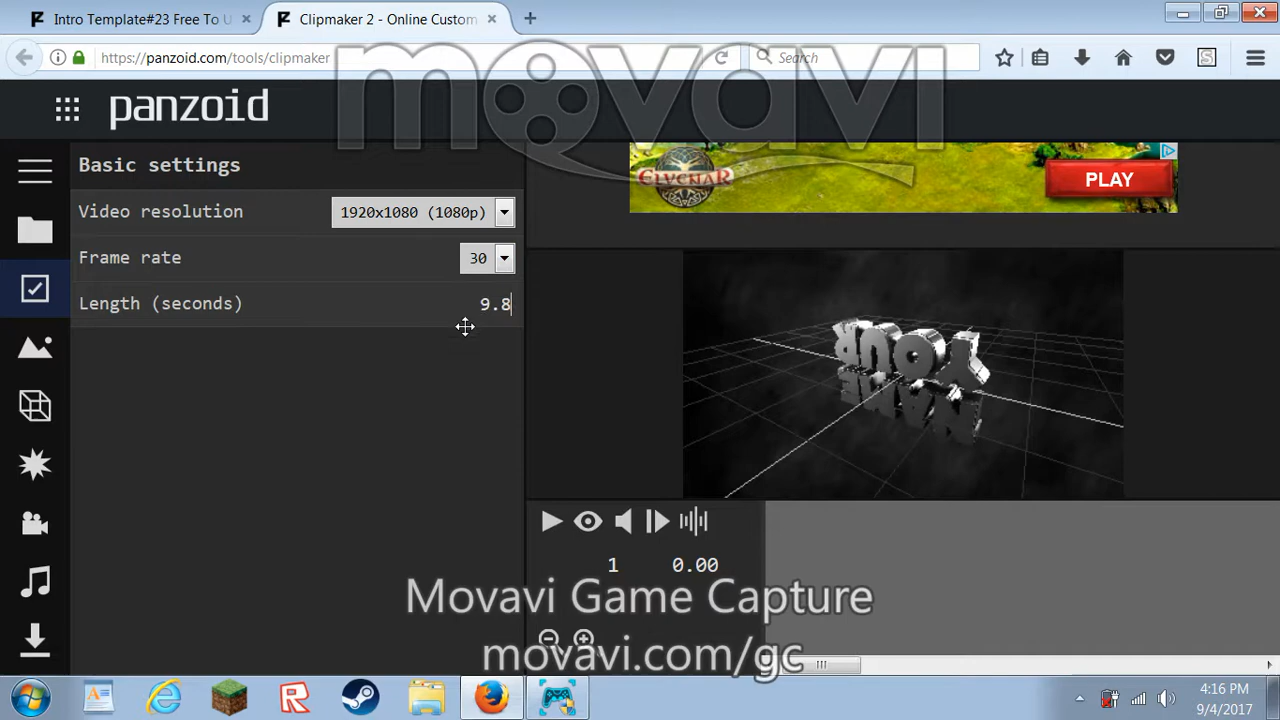 Intro Template#23 Free To U
Clipmaker 2 - Online Custom
https://panzoid.com/tools/clipmaker
Search
S
movavi
panzoid
Basic settings
ELVENAR
PLAY
Video resolution 1920x1080 (1080p)
Frame rate 30
Length (seconds) 9.8
YOUR
NAME
1 0.00
Movavi Game Capture
movavi.com/gc
4:16 PM
9/4/2017